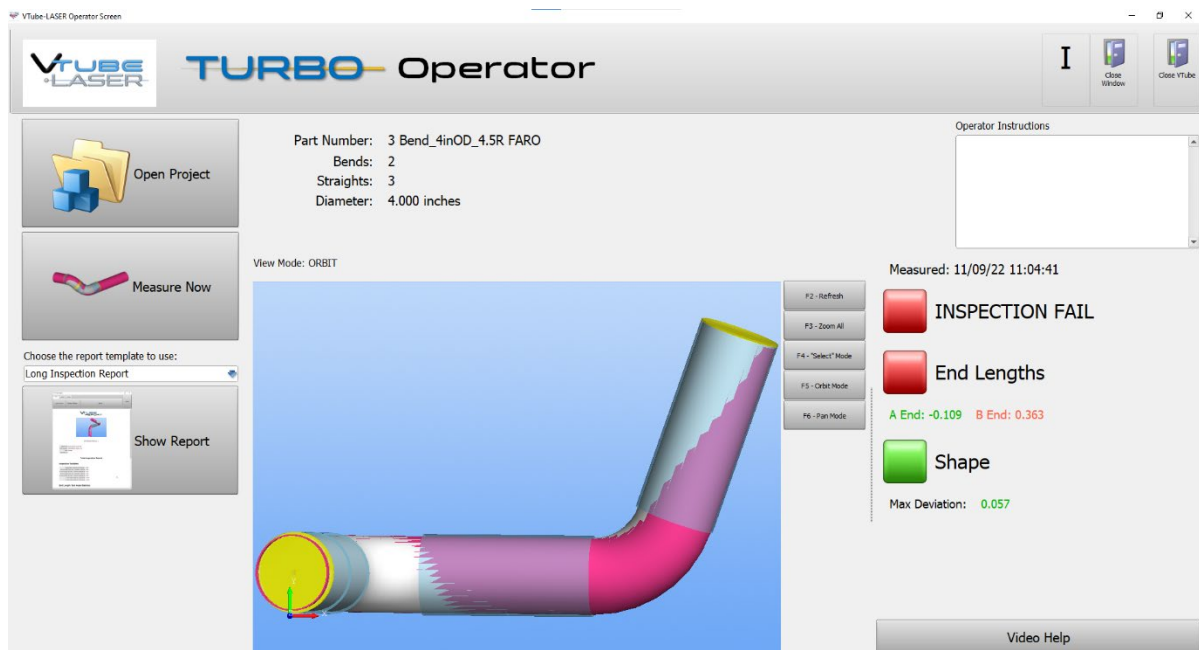 VTube-LASER Operator Screen
VTUBE
•LASER
TURBO Operator
I
Close
Window
Close VTube
Open Project
Part Number: 3 Bend_4inOD_4.5R FARO
Bends: 2
Straights: 3
Diameter: 4.000 inches
Operator Instructions
Measure Now
View Mode: ORBIT
F2 - Refresh
F3 - Zoom All
F4 - "Select" Mode
F5 - Orbit Mode
F6 - Pan Mode
Measured: 11/09/22 11:04:41
INSPECTION FAIL
End Lengths
A End: -0.109 B End: 0.363
Shape
Max Deviation: 0.057
Choose the report template to use:
Long Inspection Report
Show Report
Video Help